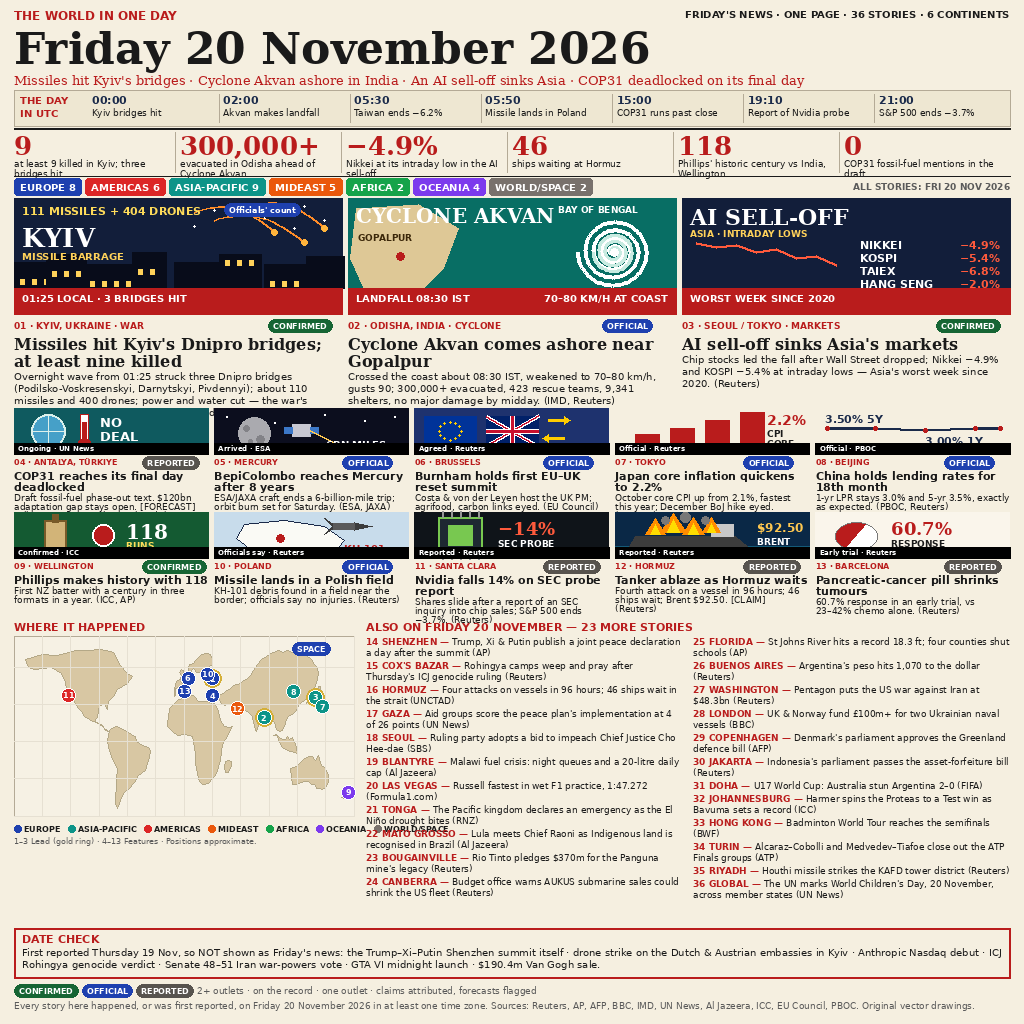 THE WORLD IN ONE DAY
FRIDAY'S NEWS · ONE PAGE · 36 STORIES · 6 CONTINENTS
Friday 20 November 2026
Missiles hit Kyiv's bridges · Cyclone Akvan ashore in India · An AI sell-off sinks Asia · COP31 deadlocked on its final day
THE DAY
IN UTC
00:00
Kyiv bridges hit
02:00
Akvan makes landfall
05:30
Taiwan ends −6.2%
05:50
Missile lands in Poland
15:00
COP31 runs past close
19:10
Report of Nvidia probe
21:00
S&P 500 ends −3.7%
9
at least 9 killed in Kyiv; three
bridges hit
300,000+
evacuated in Odisha ahead of
Cyclone Akvan
−4.9%
Nikkei at its intraday low in the AI
sell-off
46
ships waiting at Hormuz
118
Phillips' historic century vs India,
Wellington
0
COP31 fossil-fuel mentions in the
draft
EUROPE 8
AMERICAS 6
ASIA-PACIFIC 9
MIDEAST 5
AFRICA 2
OCEANIA 4
WORLD/SPACE 2
ALL STORIES: FRI 20 NOV 2026
111 MISSILES + 404 DRONES
Officials' count
KYIV
MISSILE BARRAGE
01:25 LOCAL · 3 BRIDGES HIT
CYCLONE AKVAN
BAY OF BENGAL
GOPALPUR
LANDFALL 08:30 IST
70–80 KM/H AT COAST
AI SELL-OFF
ASIA · INTRADAY LOWS
NIKKEI −4.9%
KOSPI −5.4%
TAIEX −6.8%
HANG SENG −2.0%
WORST WEEK SINCE 2020
01 · KYIV, UKRAINE · WAR
CONFIRMED
Missiles hit Kyiv's Dnipro bridges;
at least nine killed
Overnight wave from 01:25 struck three Dnipro bridges
(Podilsko-Voskresenskyi, Darnytskyi, Pivdennyi); about 110
missiles and 400 drones; power and water cut — the war's
02 · ODISHA, INDIA · CYCLONE
OFFICIAL
Cyclone Akvan comes ashore near
Gopalpur
Crossed the coast about 08:30 IST, weakened to 70–80 km/h,
gusts 90; 300,000+ evacuated, 423 rescue teams, 9,341
shelters, no major damage by midday. (IMD, Reuters)
03 · SEOUL / TOKYO · MARKETS
CONFIRMED
AI sell-off sinks Asia's markets
Chip stocks led the fall after Wall Street dropped; Nikkei −4.9%
and KOSPI −5.4% at intraday lows — Asia's worst week since
2020. (Reuters)
NO
DEAL
Ongoing · UN News
04 · ANTALYA, TÜRKIYE
REPORTED
COP31 reaches its final day
deadlocked
Draft fossil-fuel phase-out text. $120bn
adaptation gap stays open. [FORECAST]
Arrived · ESA
05 · MERCURY
OFFICIAL
BepiColombo reaches Mercury
after 8 years
ESA/JAXA craft ends a 6-billion-mile trip;
orbit burn set for Saturday. (ESA, JAXA)
Agreed · Reuters
06 · BRUSSELS
OFFICIAL
Burnham holds first EU–UK
reset summit
Costa & von der Leyen host the UK PM;
agrifood, carbon links eyed. (EU Council)
2.2%
CPI
CORE
Official · Reuters
07 · TOKYO
OFFICIAL
Japan core inflation quickens
to 2.2%
October core CPI up from 2.1%, fastest
this year; December BoJ hike eyed.
3.50% 5Y
3.00% 1Y
Official · PBOC
08 · BEIJING
OFFICIAL
China holds lending rates for
18th month
1-yr LPR stays 3.0% and 5-yr 3.5%, exactly
as expected. (PBOC, Reuters)
118
RUNS
Confirmed · ICC
09 · WELLINGTON
CONFIRMED
Phillips makes history with 118
First NZ batter with a century in three
formats in a year. (ICC, AP)
KH-101
Officials say · Reuters
10 · POLAND
OFFICIAL
Missile lands in a Polish field
KH-101 debris found in a field near the
border; officials say no injuries. (Reuters)
−14%
SEC PROBE
Reported · Reuters
11 · SANTA CLARA
REPORTED
Nvidia falls 14% on SEC probe
report
Shares slide after a report of an SEC
inquiry into chip sales; S&P 500 ends
−3.7%. (Reuters)
$92.50
BRENT
Reported · Reuters
12 · HORMUZ
REPORTED
Tanker ablaze as Hormuz waits
Fourth attack on a vessel in 96 hours; 46
ships wait; Brent $92.50. [CLAIM]
(Reuters)
60.7%
RESPONSE
Early trial · Reuters
13 · BARCELONA
REPORTED
Pancreatic-cancer pill shrinks
tumours
60.7% response in an early trial, vs
23–42% chemo alone. (Reuters)
WHERE IT HAPPENED
SPACE
11
6
10
13
4
12
2
8
3
7
9
EUROPE
ASIA-PACIFIC
AMERICAS
MIDEAST
AFRICA
OCEANIA
WORLD/SPACE
1–3 Lead (gold ring) · 4–13 Features · Positions approximate.
ALSO ON FRIDAY 20 NOVEMBER — 23 MORE STORIES
14 SHENZHEN — Trump, Xi & Putin publish a joint peace declaration
a day after the summit (AP)
15 COX'S BAZAR — Rohingya camps weep and pray after
Thursday's ICJ genocide ruling (Reuters)
16 HORMUZ — Four attacks on vessels in 96 hours; 46 ships wait in
the strait (UNCTAD)
17 GAZA — Aid groups score the peace plan's implementation at 4
of 26 points (UN News)
18 SEOUL — Ruling party adopts a bid to impeach Chief Justice Cho
Hee-dae (SBS)
19 BLANTYRE — Malawi fuel crisis: night queues and a 20-litre daily
cap (Al Jazeera)
20 LAS VEGAS — Russell fastest in wet F1 practice, 1:47.272
(Formula1.com)
21 TONGA — The Pacific kingdom declares an emergency as the El
Niño drought bites (RNZ)
22 MATO GROSSO — Lula meets Chief Raoni as Indigenous land is
recognised in Brazil (Al Jazeera)
23 BOUGAINVILLE — Rio Tinto pledges $370m for the Panguna
mine's legacy (Reuters)
24 CANBERRA — Budget office warns AUKUS submarine sales could
shrink the US fleet (Reuters)
25 FLORIDA — St Johns River hits a record 18.3 ft; four counties shut
schools (AP)
26 BUENOS AIRES — Argentina's peso hits 1,070 to the dollar
(Reuters)
27 WASHINGTON — Pentagon puts the US war against Iran at
$48.3bn (Reuters)
28 LONDON — UK & Norway fund £100m+ for two Ukrainian naval
vessels (BBC)
29 COPENHAGEN — Denmark's parliament approves the Greenland
defence bill (AFP)
30 JAKARTA — Indonesia's parliament passes the asset-forfeiture bill
(Reuters)
31 DOHA — U17 World Cup: Australia stun Argentina 2–0 (FIFA)
32 JOHANNESBURG — Harmer spins the Proteas to a Test win as
Bavuma sets a record (ICC)
33 HONG KONG — Badminton World Tour reaches the semifinals
(BWF)
34 TURIN — Alcaraz–Cobolli and Medvedev–Tiafoe close out the ATP
Finals groups (ATP)
35 RIYADH — Houthi missile strikes the KAFD tower district (Reuters)
36 GLOBAL — The UN marks World Children's Day, 20 November,
across member states (UN News)
DATE CHECK
First reported Thursday 19 Nov, so NOT shown as Friday's news: the Trump–Xi–Putin Shenzhen summit itself · drone strike on the Dutch & Austrian embassies in Kyiv · Anthropic Nasdaq debut · ICJ
Rohingya genocide verdict · Senate 48–51 Iran war-powers vote · GTA VI midnight launch · $190.4m Van Gogh sale.
CONFIRMED
OFFICIAL
REPORTED
2+ outlets · on the record · one outlet · claims attributed, forecasts flagged
Every story here happened, or was first reported, on Friday 20 November 2026 in at least one time zone. Sources: Reuters, AP, AFP, BBC, IMD, UN News, Al Jazeera, ICC, EU Council, PBOC. Original vector drawings.